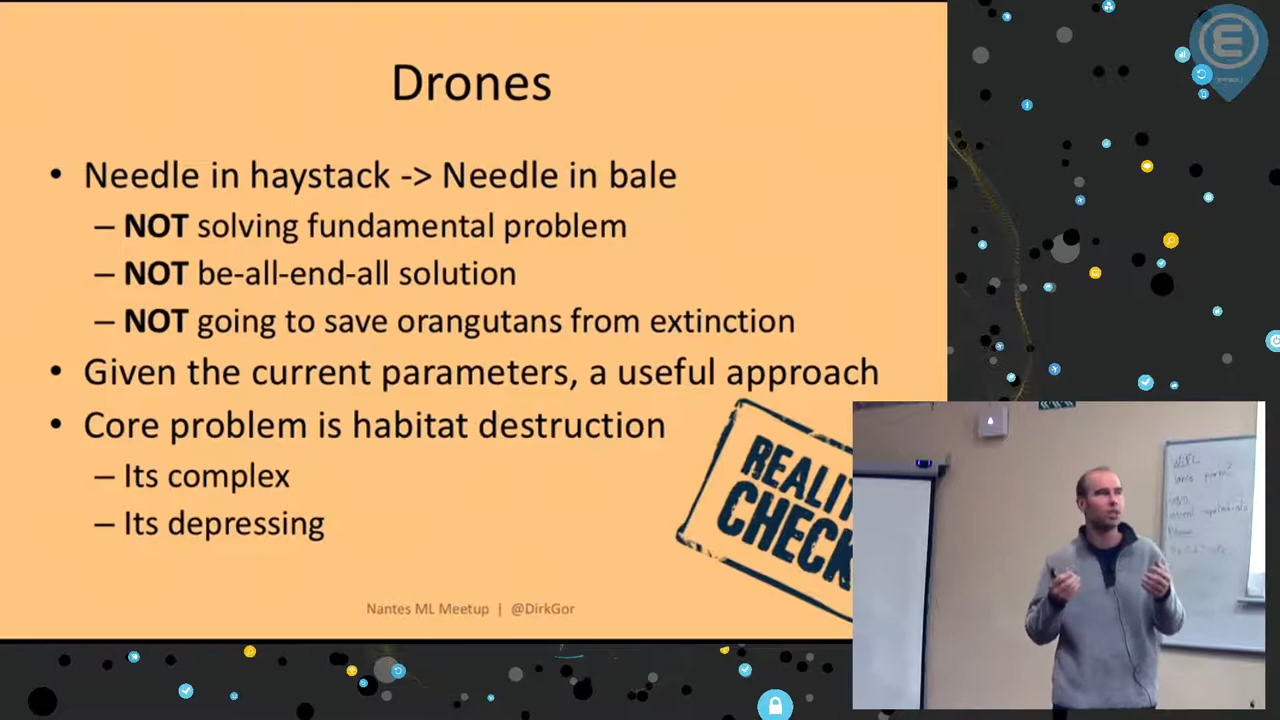 Drones
• Needle in haystack -> Needle in bale
– NOT solving fundamental problem
– NOT be-all-end-all solution
– NOT going to save orangutans from extinction
• Given the current parameters, a useful approach
• Core problem is habitat destruction
– Its complex
– Its depressing
REALIT
CHECK
Nantes ML Meetup | @DirkGor